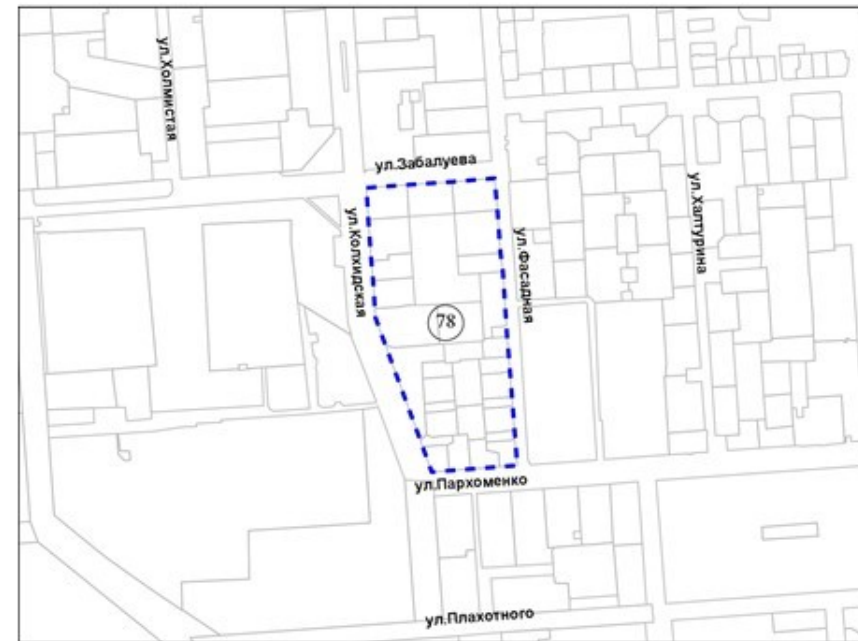 ул.Холмистая
ул.Забалуева
ул.Колхидская
ул.Фасадная
ул.Халтурина
78
ул.Пархоменко
ул.Плахотного